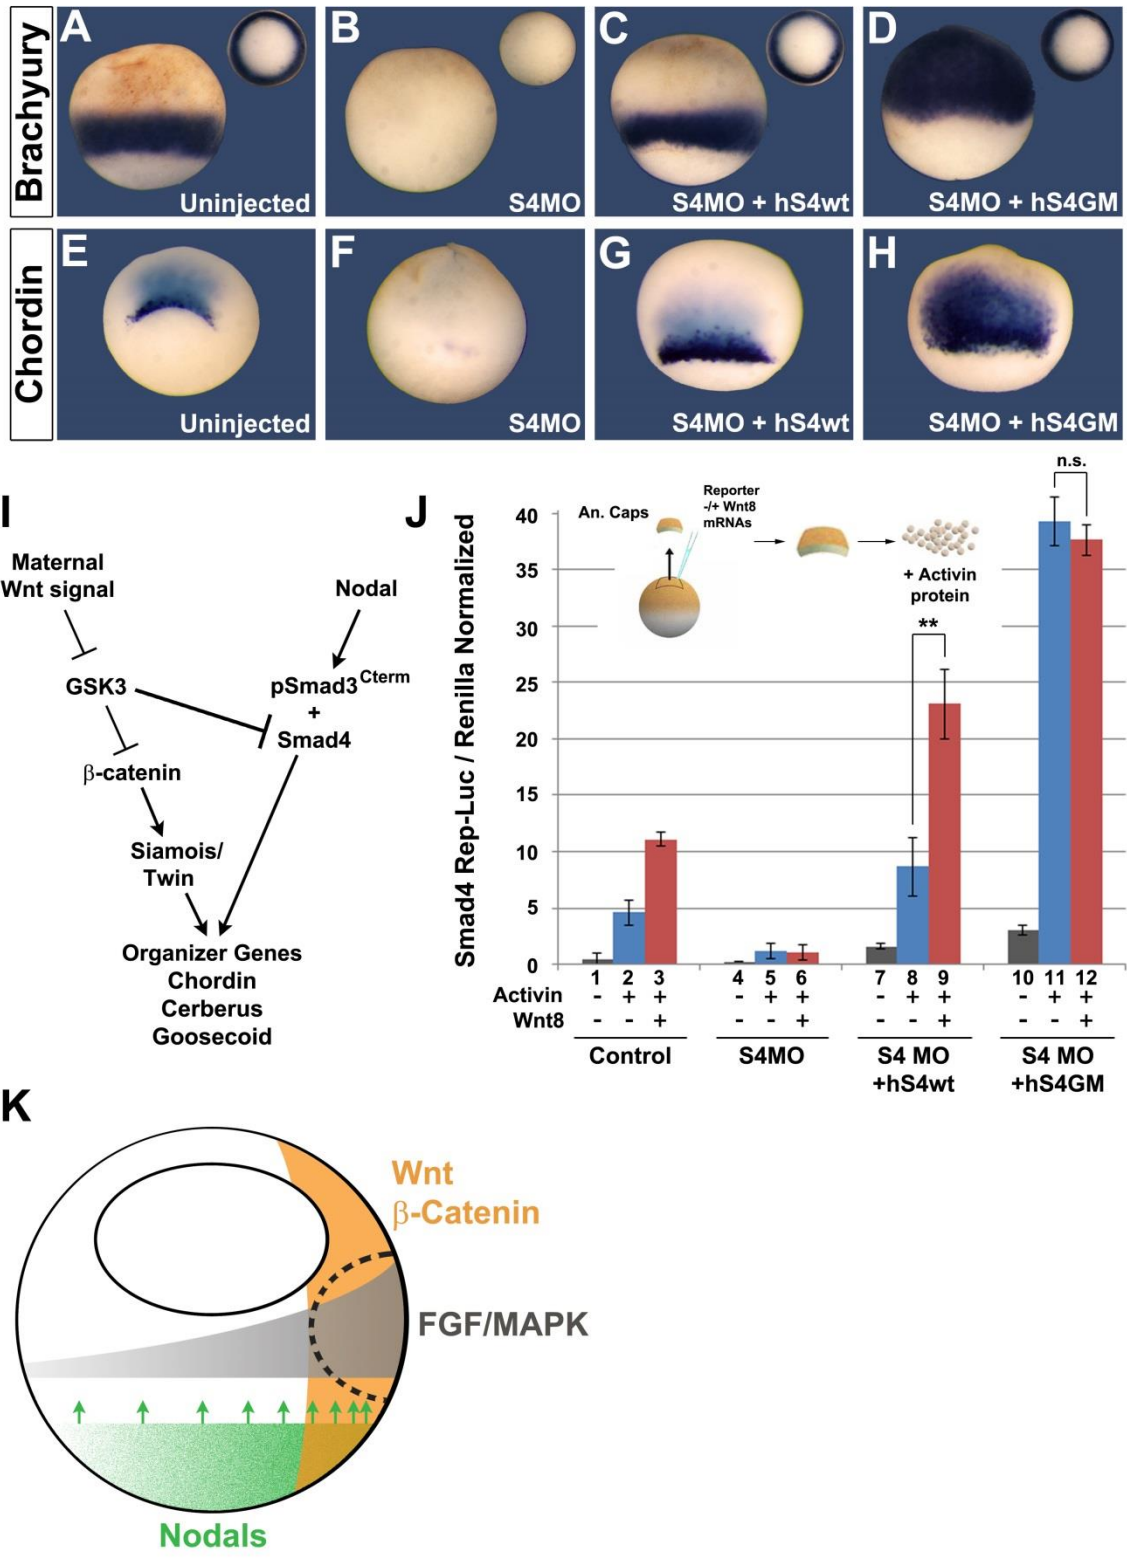 Brachyury
A
Uninjected
B
S4MO
C
S4MO + hS4wt
D
S4MO + hS4GM
Chordin
E
Uninjected
F
S4MO
G
S4MO + hS4wt
H
S4MO + hS4GM
I
Maternal
Wnt signal
Nodal
GSK3
pSmad3Cterm
+
Smad4
β-catenin
Siamois/
Twin
Organizer Genes
Chordin
Cerberus
Goosecoid
J
Smad4 Rep-Luc / Renilla Normalized
40
35
30
25
20
15
10
5
0
An. Caps
Reporter
-/+ Wnt8
mRNAs
+ Activin
protein
**
n.s.
1 2 3 4 5 6 7 8 9 10 11 12
Activin - + + - + + - + + - + +
Wnt8 - - + - - + - - + - - +
Control
S4MO
S4 MO
+hS4wt
S4 MO
+hS4GM
K
Wnt
β-Catenin
FGF/MAPK
Nodals